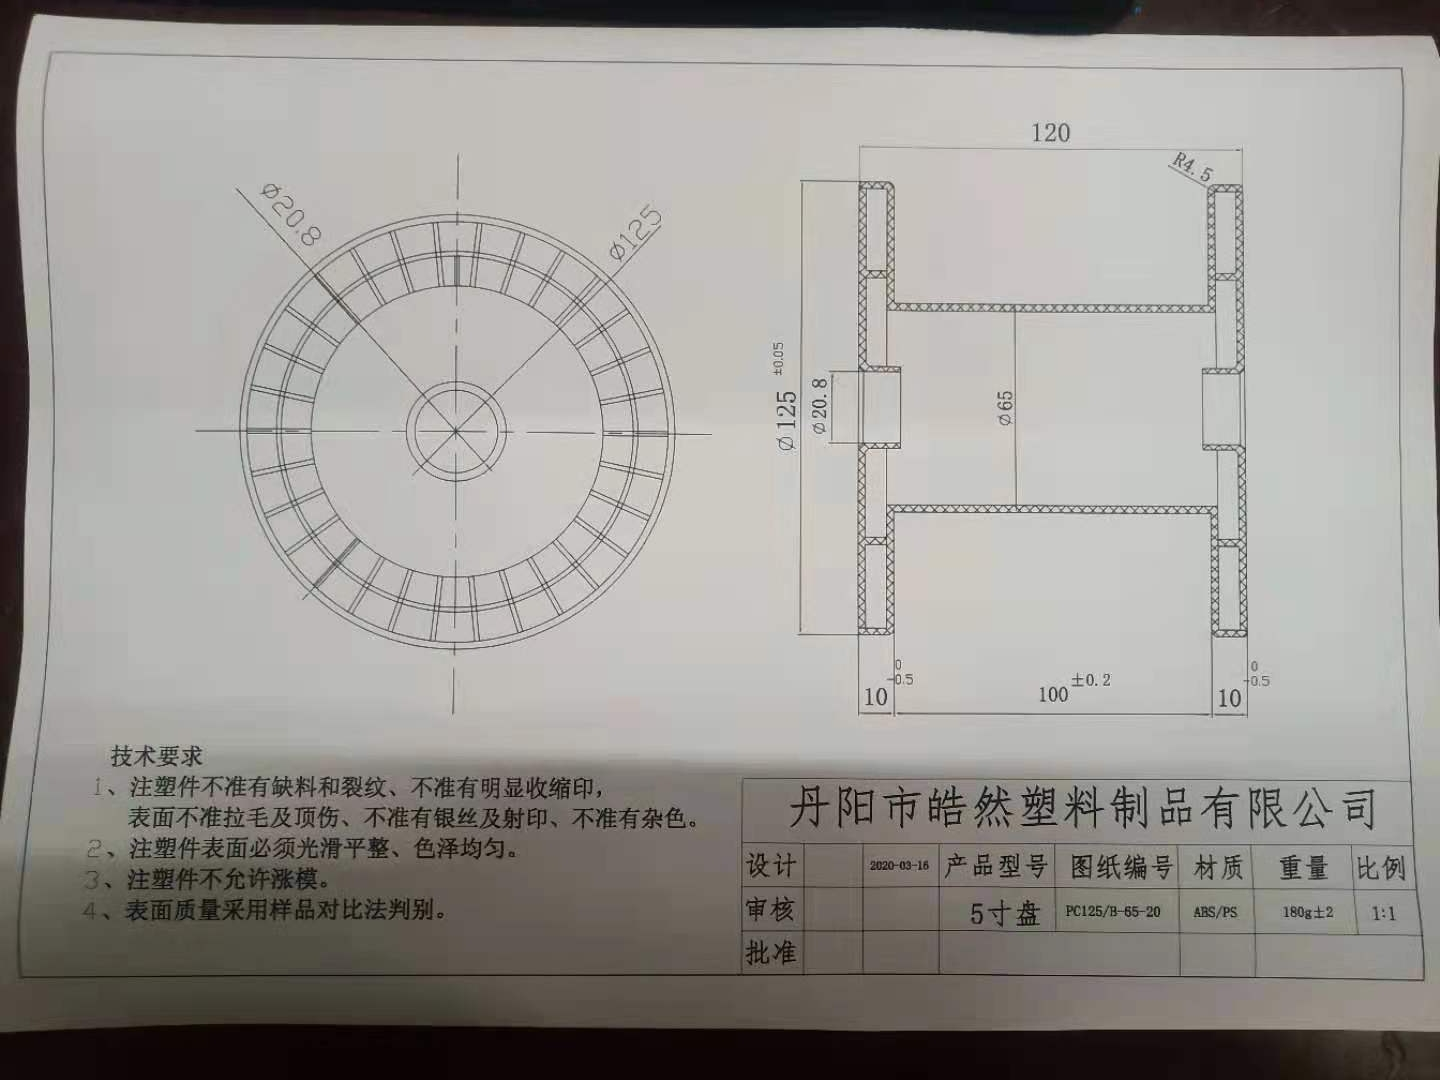 120
R4.5
⌀20.8
⌀125
⌀125 ±0.05
⌀20.8
⌀65
10 0 -0.5
100 ±0.2
10 0 -0.5
技术要求
1、注塑件不准有缺料和裂纹、不准有明显收缩印，
表面不准拉毛及顶伤、不准有银丝及射印、不准有杂色。
2、注塑件表面必须光滑平整、色泽均匀。
3、注塑件不允许涨模。
4、表面质量采用样品对比法判别。
丹阳市皓然塑料制品有限公司
设计 2020-03-16 产品型号 图纸编号 材质 重量 比例
审核 5寸盘 PC125/B-65-20 ABS/PS 180g±2 1:1
批准